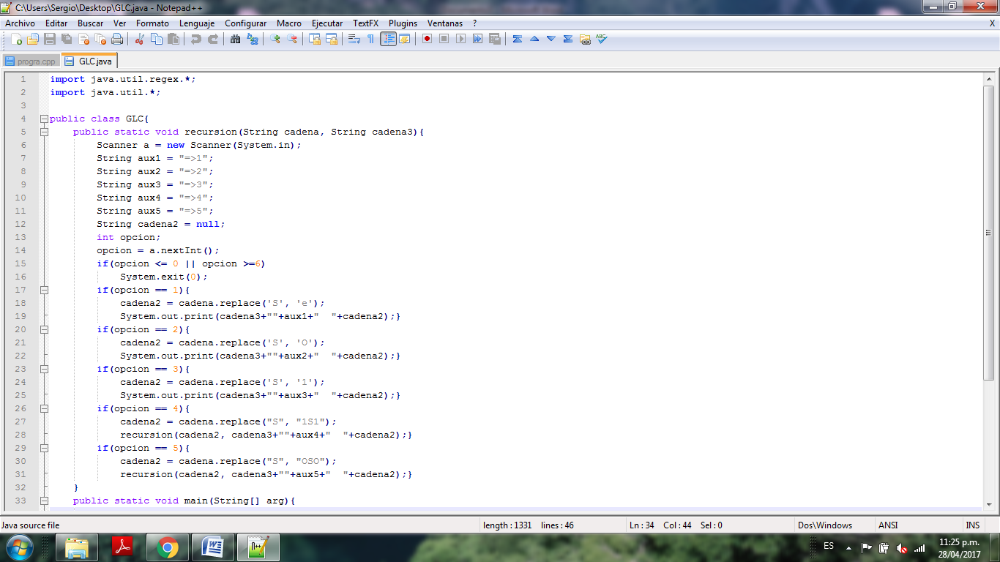 C:\Users\Sergio\Desktop\GLC.java - Notepad++
Archivo Editar Buscar Ver Formato Lenguaje Configurar Macro Ejecutar TextFX Plugins Ventanas ? X
progra.cpp GLC.java
1 import java.util.regex.*;
2 import java.util.*;
3
4 public class GLC{
5 public static void recursion(String cadena, String cadena3){
6 Scanner a = new Scanner(System.in);
7 String aux1 = "=>1";
8 String aux2 = "=>2";
9 String aux3 = "=>3";
10 String aux4 = "=>4";
11 String aux5 = "=>5";
12 String cadena2 = null;
13 int opcion;
14 opcion = a.nextInt();
15 if(opcion <= 0 || opcion >=6)
16 System.exit(0);
17 if(opcion == 1){
18 cadena2 = cadena.replace('S', 'e');
19 System.out.print(cadena3+""+aux1+"  "+cadena2);}
20 if(opcion == 2){
21 cadena2 = cadena.replace('S', 'O');
22 System.out.print(cadena3+""+aux2+"  "+cadena2);}
23 if(opcion == 3){
24 cadena2 = cadena.replace('S', '1');
25 System.out.print(cadena3+""+aux3+"  "+cadena2);}
26 if(opcion == 4){
27 cadena2 = cadena.replace("S", "1S1");
28 recursion(cadena2, cadena3+""+aux4+"  "+cadena2);}
29 if(opcion == 5){
30 cadena2 = cadena.replace("S", "OSO");
31 recursion(cadena2, cadena3+""+aux5+"  "+cadena2);}
32 }
33 public static void main(String[] arg){
Java source file length : 1331 lines : 46 Ln : 34 Col : 44 Sel : 0 Dos\Windows ANSI INS
ES 11:25 p.m.
28/04/2017